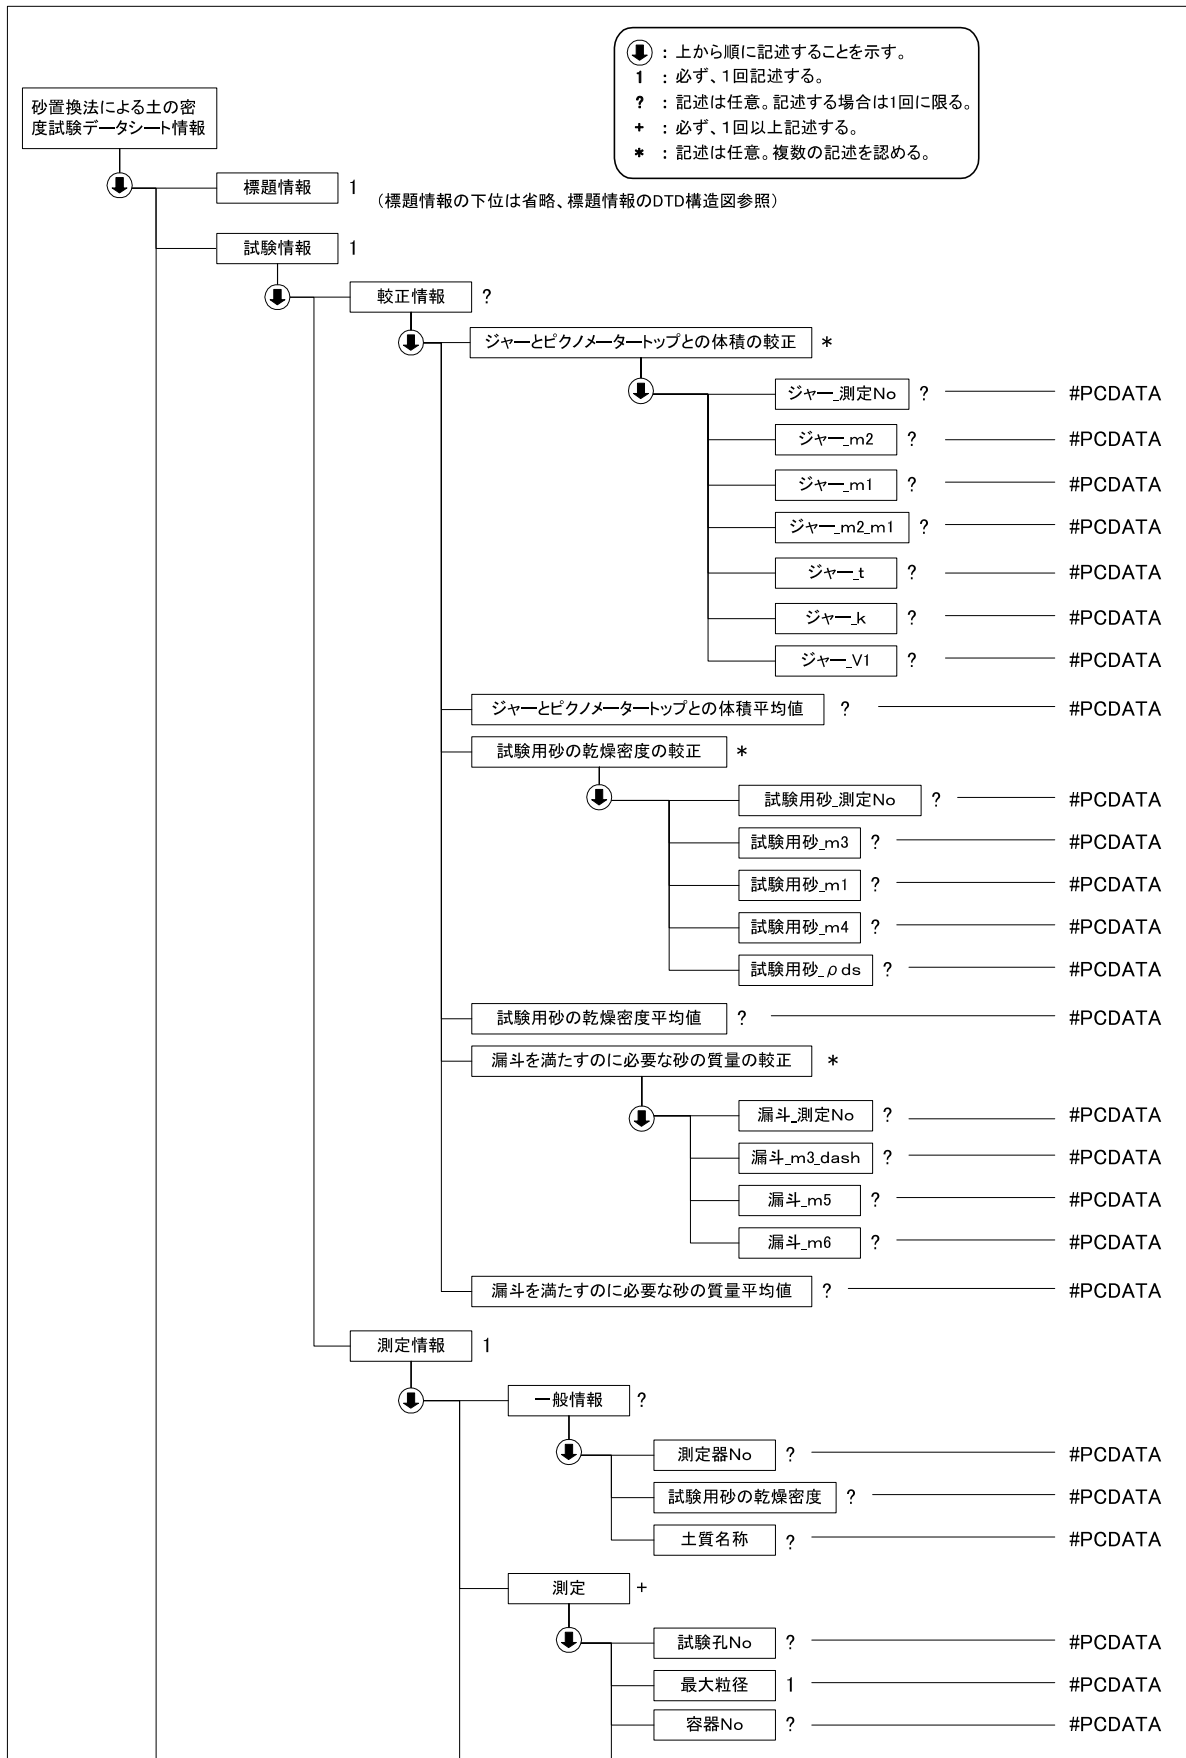 ： 上から順に記述することを示す。
1 ： 必ず、1回記述する。
? ： 記述は任意。記述する場合は1回に限る。
+ ： 必ず、1回以上記述する。
* ： 記述は任意。複数の記述を認める。
砂置換法による土の密
度試験データシート情報
標題情報 1
（標題情報の下位は省略、標題情報のDTD構造図参照）
試験情報 1
較正情報 ?
ジャーとピクノメータートップとの体積の較正 *
ジャー_測定No ? #PCDATA
ジャー_m2 ? #PCDATA
ジャー_m1 ? #PCDATA
ジャー_m2_m1 ? #PCDATA
ジャー_t ? #PCDATA
ジャー_k ? #PCDATA
ジャー_V1 ? #PCDATA
ジャーとピクノメータートップとの体積平均値 ? #PCDATA
試験用砂の乾燥密度の較正 *
試験用砂_測定No ? #PCDATA
試験用砂_m3 ? #PCDATA
試験用砂_m1 ? #PCDATA
試験用砂_m4 ? #PCDATA
試験用砂_ρds ? #PCDATA
試験用砂の乾燥密度平均値 ? #PCDATA
漏斗を満たすのに必要な砂の質量の較正 *
漏斗_測定No ? #PCDATA
漏斗_m3_dash ? #PCDATA
漏斗_m5 ? #PCDATA
漏斗_m6 ? #PCDATA
漏斗を満たすのに必要な砂の質量平均値 ? #PCDATA
測定情報 1
一般情報 ?
測定器No ? #PCDATA
試験用砂の乾燥密度 ? #PCDATA
土質名称 ? #PCDATA
測定 +
試験孔No ? #PCDATA
最大粒径 1 #PCDATA
容器No ? #PCDATA